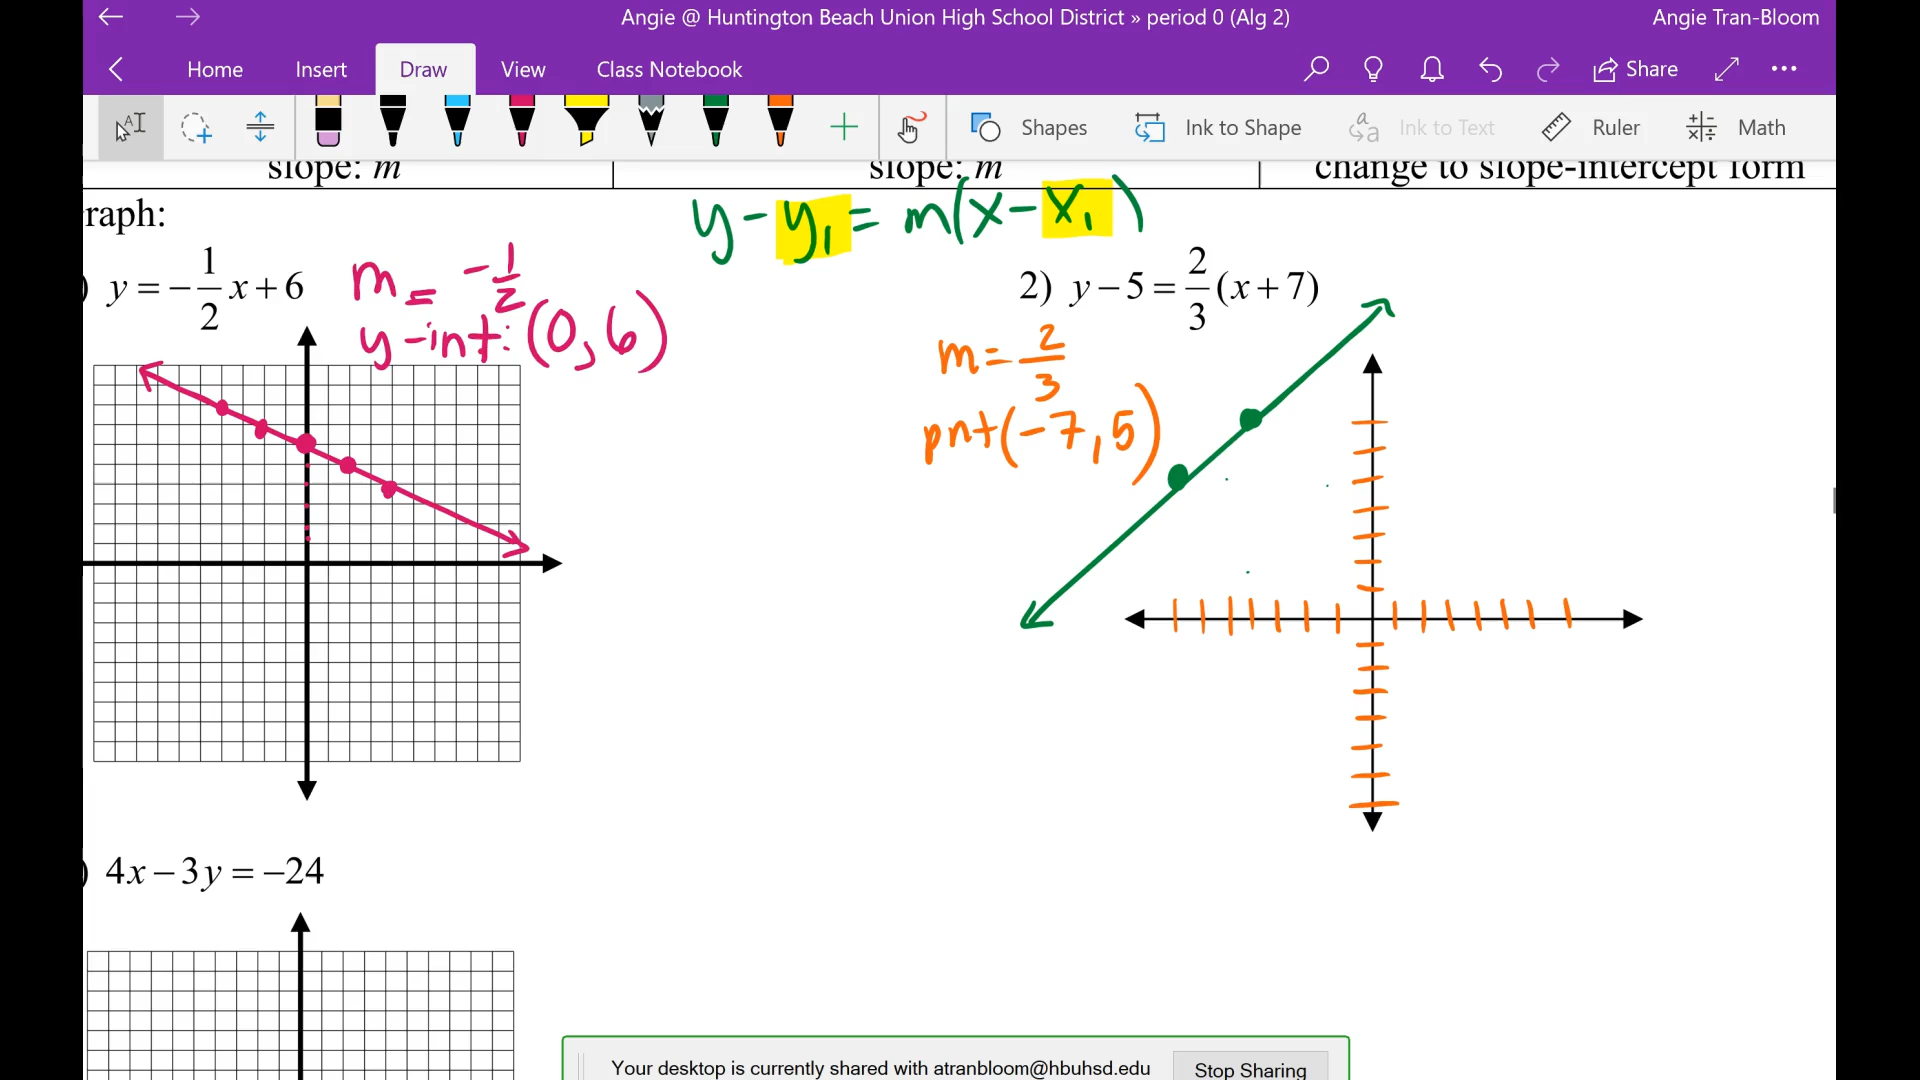 Angie @ Huntington Beach Union High School District » period 0 (Alg 2)
Angie Tran-Bloom
Home Insert Draw View Class Notebook
Share
Shapes Ink to Shape Ink to Text Ruler Math
slope: m
slope: m
change to slope-intercept form
raph:
y - y₁ = m(x - x₁)
) y = -1/2 x + 6
m = -1/2
y-int: (0, 6)
2) y - 5 = 2/3 (x + 7)
m = 2/3
pnt (-7, 5)
) 4x - 3y = -24
Your desktop is currently shared with atranbloom@hbuhsd.edu
Stop Sharing